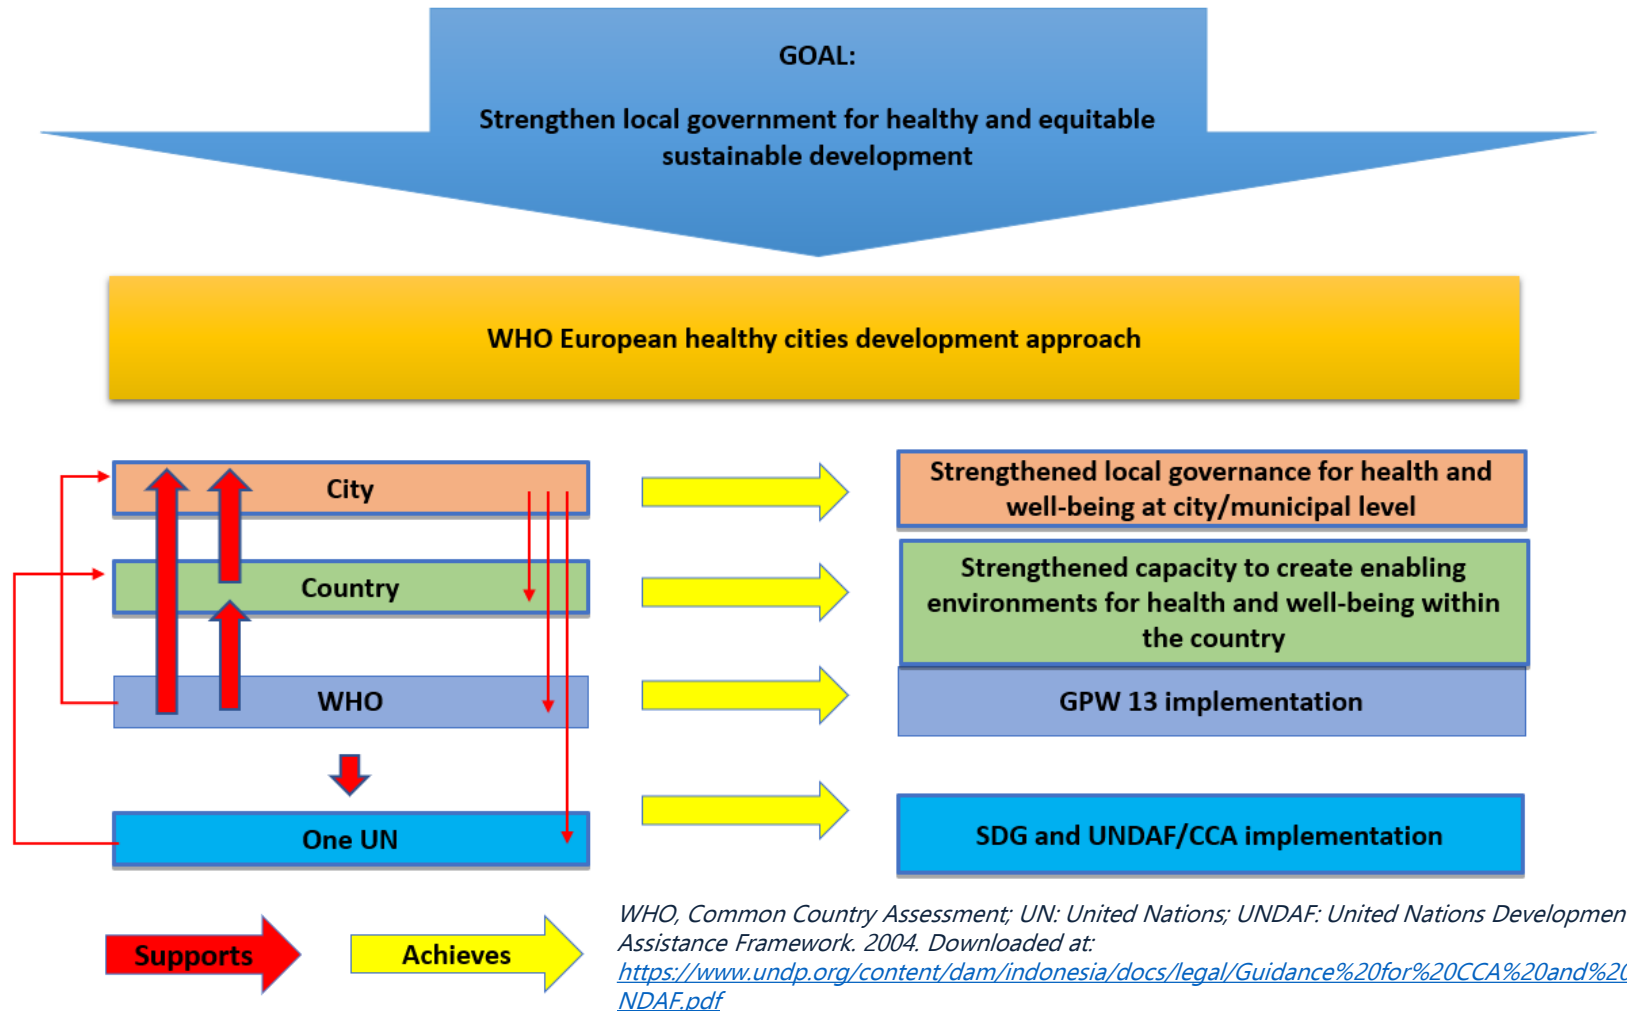 GOAL:
Strengthen local government for healthy and equitable
sustainable development
WHO European healthy cities development approach
City
Strengthened local governance for health and
well-being at city/municipal level
Country
Strengthened capacity to create enabling
environments for health and well-being within
the country
WHO
GPW 13 implementation
One UN
SDG and UNDAF/CCA implementation
Supports
Achieves
WHO, Common Country Assessment; UN: United Nations; UNDAF: United Nations Developmen
Assistance Framework. 2004. Downloaded at:
https://www.undp.org/content/dam/indonesia/docs/legal/Guidance%20for%20CCA%20and%20
NDAF.pdf